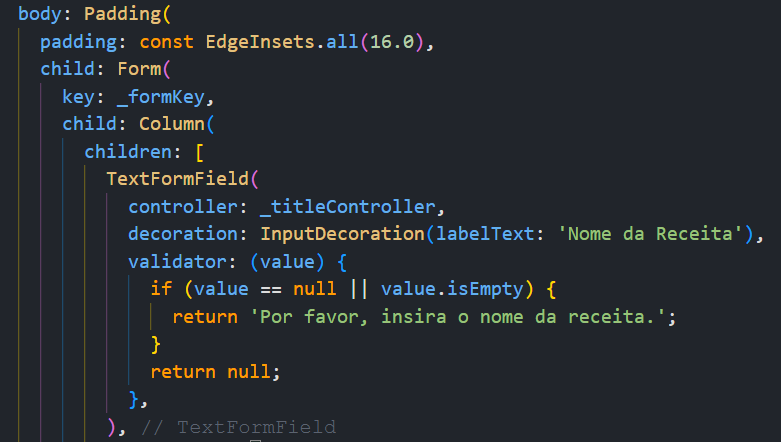 body: Padding(
padding: const EdgeInsets.all(16.0),
child: Form(
key: _formKey,
child: Column(
children: [
TextFormField(
controller: _titleController,
decoration: InputDecoration(labelText: 'Nome da Receita'),
validator: (value) {
if (value == null || value.isEmpty) {
return 'Por favor, insira o nome da receita.';
}
return null;
},
), // TextFormField